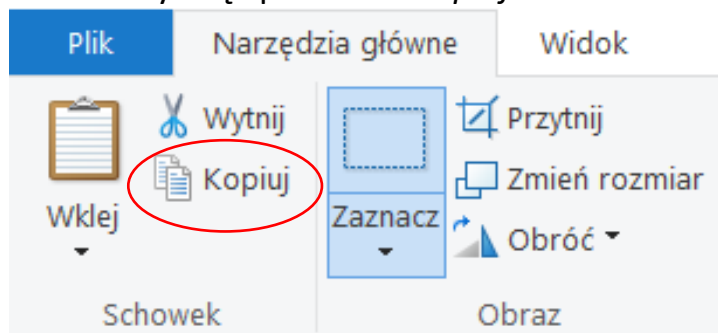 Plik Narzędzia główne Widok
Wytnij
Kopiuj
Wklej
Schowek
Zaznacz
Przytnij
Zmień rozmiar
Obróć
Obraz